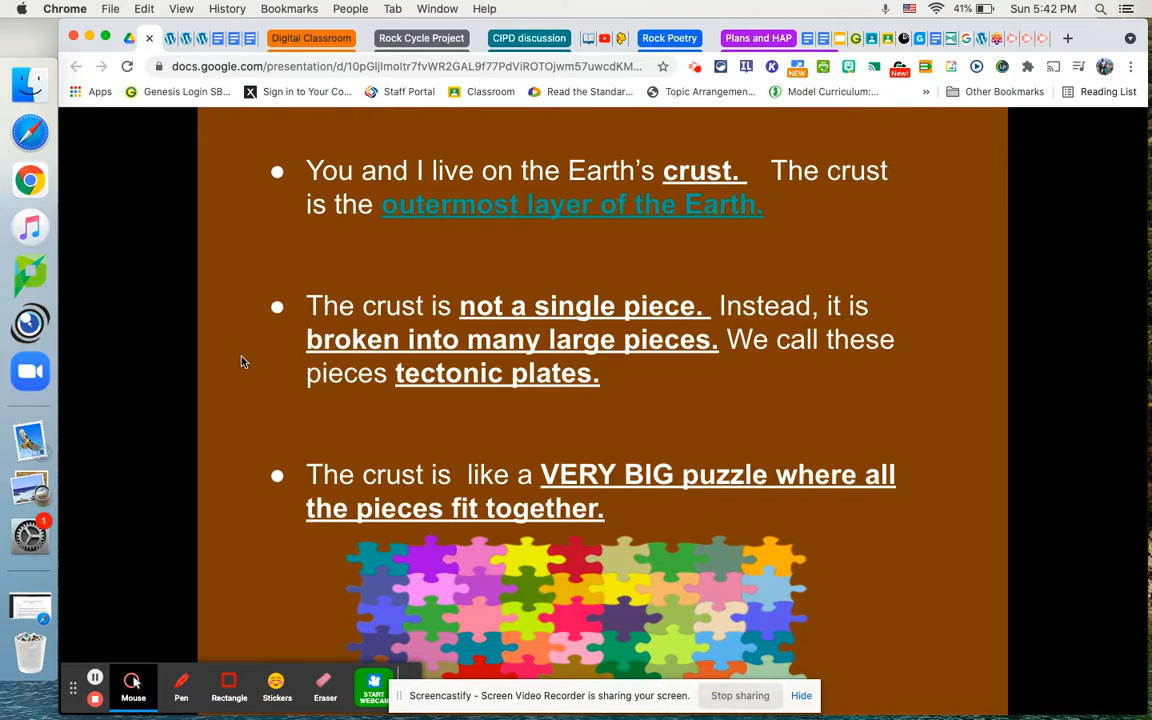 Chrome File Edit View History Bookmarks People Tab Window Help 41% Sun 5:42 PM
Digital Classroom Rock Cycle Project CIPD discussion Rock Poetry Plans and HAP
docs.google.com/presentation/d/10pGljlmoItr7fvWR2GAL9f77PdViROTOjwm57uwcdKM... NEW New!
Apps Genesis Login SB... Sign in to Your Co... Staff Portal Classroom Read the Standar... Topic Arrangemen... Model Curriculum:... » Other Bookmarks Reading List
● You and I live on the Earth's crust. The crust
is the outermost layer of the Earth.
● The crust is not a single piece. Instead, it is
broken into many large pieces. We call these
pieces tectonic plates.
● The crust is like a VERY BIG puzzle where all
the pieces fit together.
1
Mouse Pen Rectangle Stickers Eraser START WEBCAM
Screencastify - Screen Video Recorder is sharing your screen. Stop sharing Hide